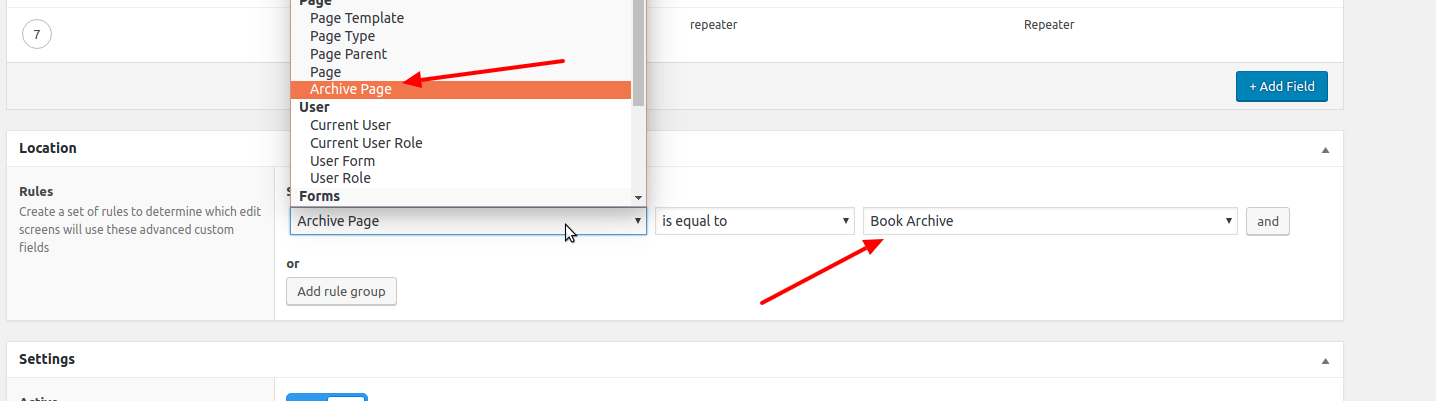 Page
Page Template
Page Type
Page Parent
Page
Archive Page
User
Current User
Current User Role
User Form
User Role
Forms
7
repeater
Repeater
+ Add Field
Location
Rules
Create a set of rules to determine which edit
screens will use these advanced custom
fields
Archive Page
is equal to
Book Archive
and
or
Add rule group
Settings
Active